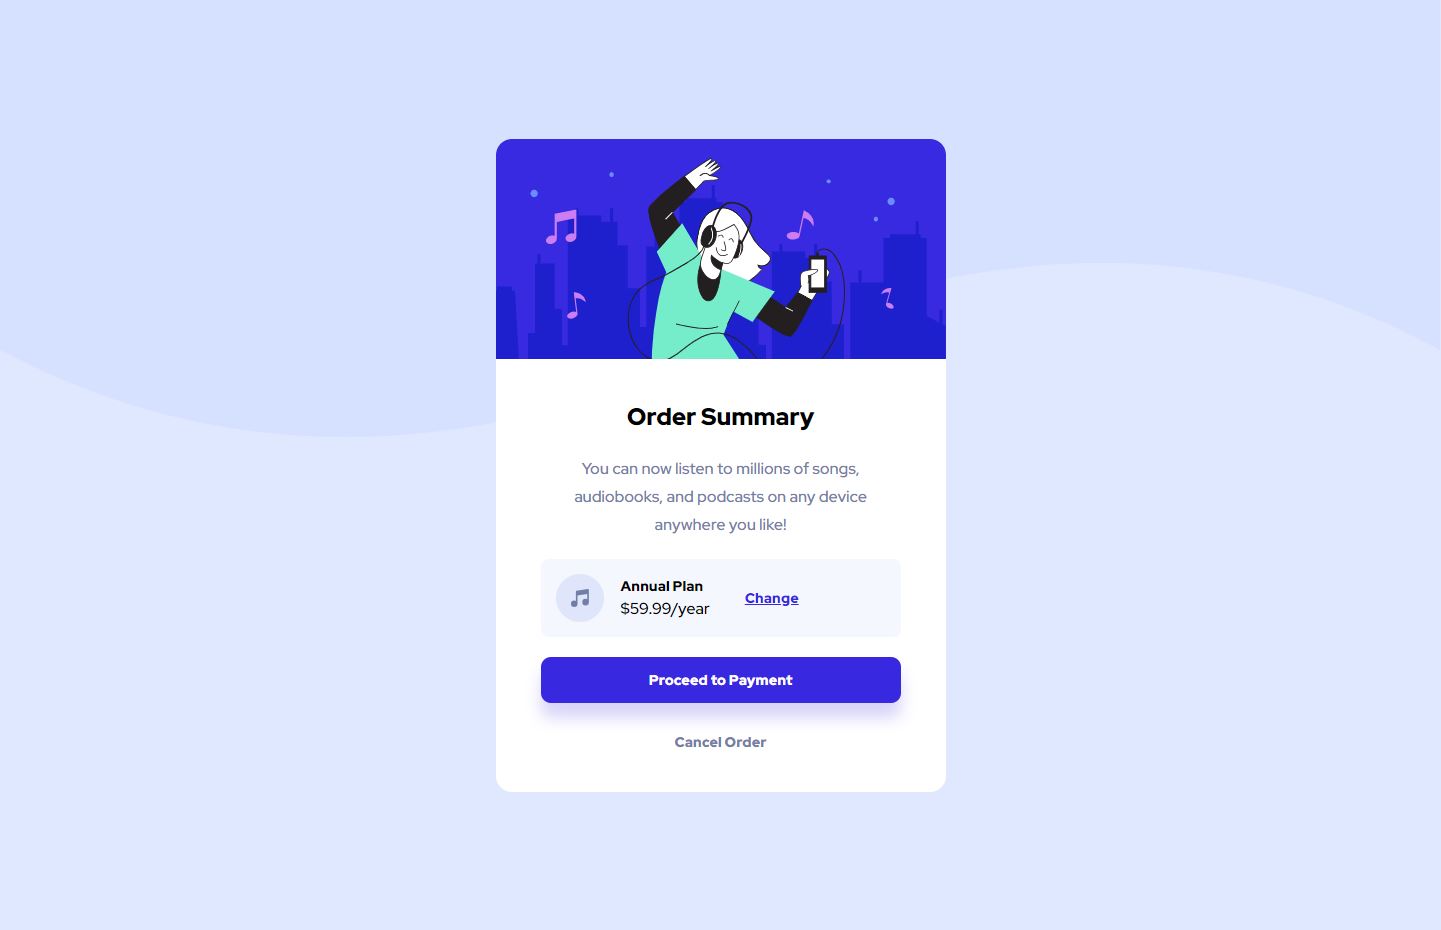 Order Summary
You can now listen to millions of songs,
audiobooks, and podcasts on any device
anywhere you like!
Annual Plan
$59.99/year
Change
Proceed to Payment
Cancel Order